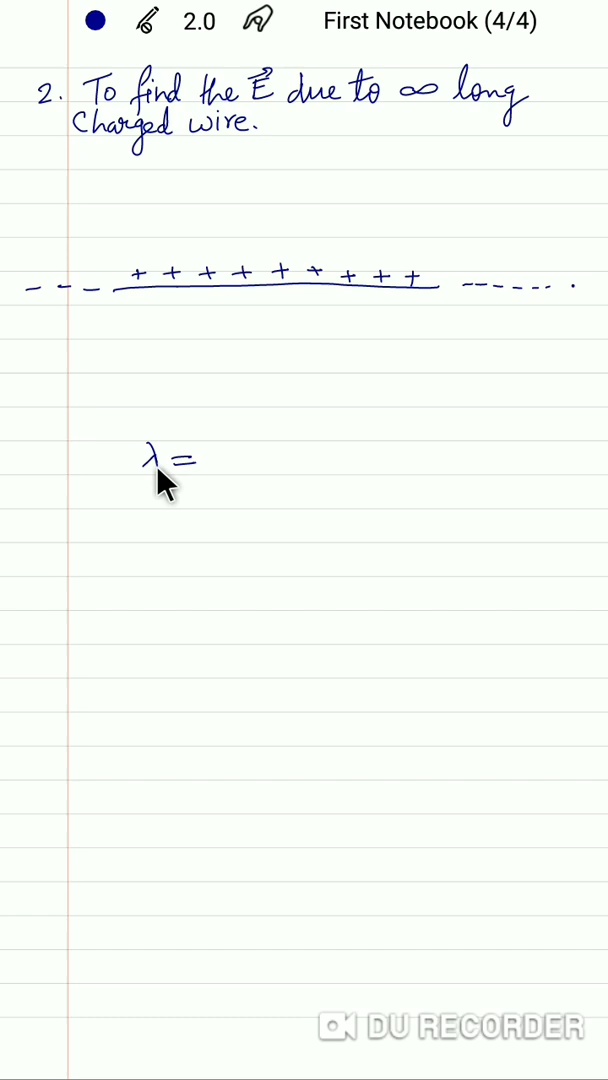 2.0 First Notebook (4/4)
2. To find the E⃗ due to ∞ long
Charged wire.
+ + + + + + + + +
λ =
DU RECORDER